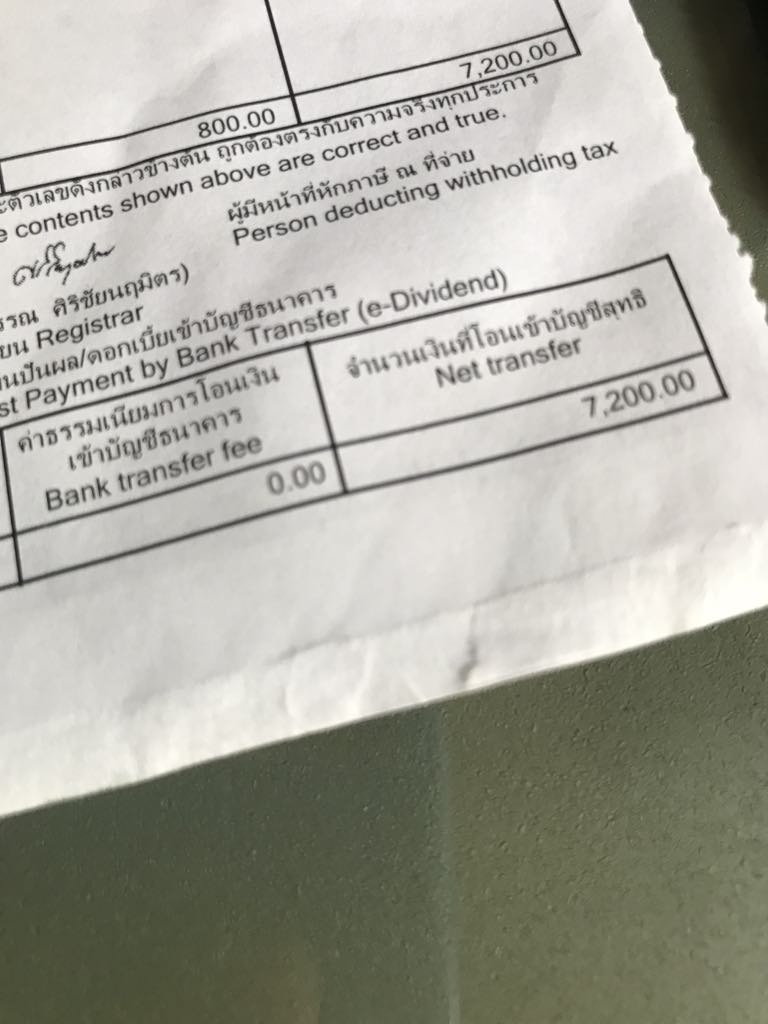 7,200.00
800.00
ตัวเลขดังกล่าวข้างต้น ถูกต้องตรงกับความจริงทุกประการ
contents shown above are correct and true.
ผู้มีหน้าที่หักภาษี ณ ที่จ่าย
Person deducting withholding tax
ศิริชัยนฤมิตร)
Registrar
ปันผล/ดอกเบี้ยเข้าบัญชีธนาคาร
Payment by Bank Transfer (e-Dividend)
ค่าธรรมเนียมการโอนเงิน
เข้าบัญชีธนาคาร
Bank transfer fee
จำนวนเงินที่โอนเข้าบัญชีสุทธิ
Net transfer
0.00
7,200.00